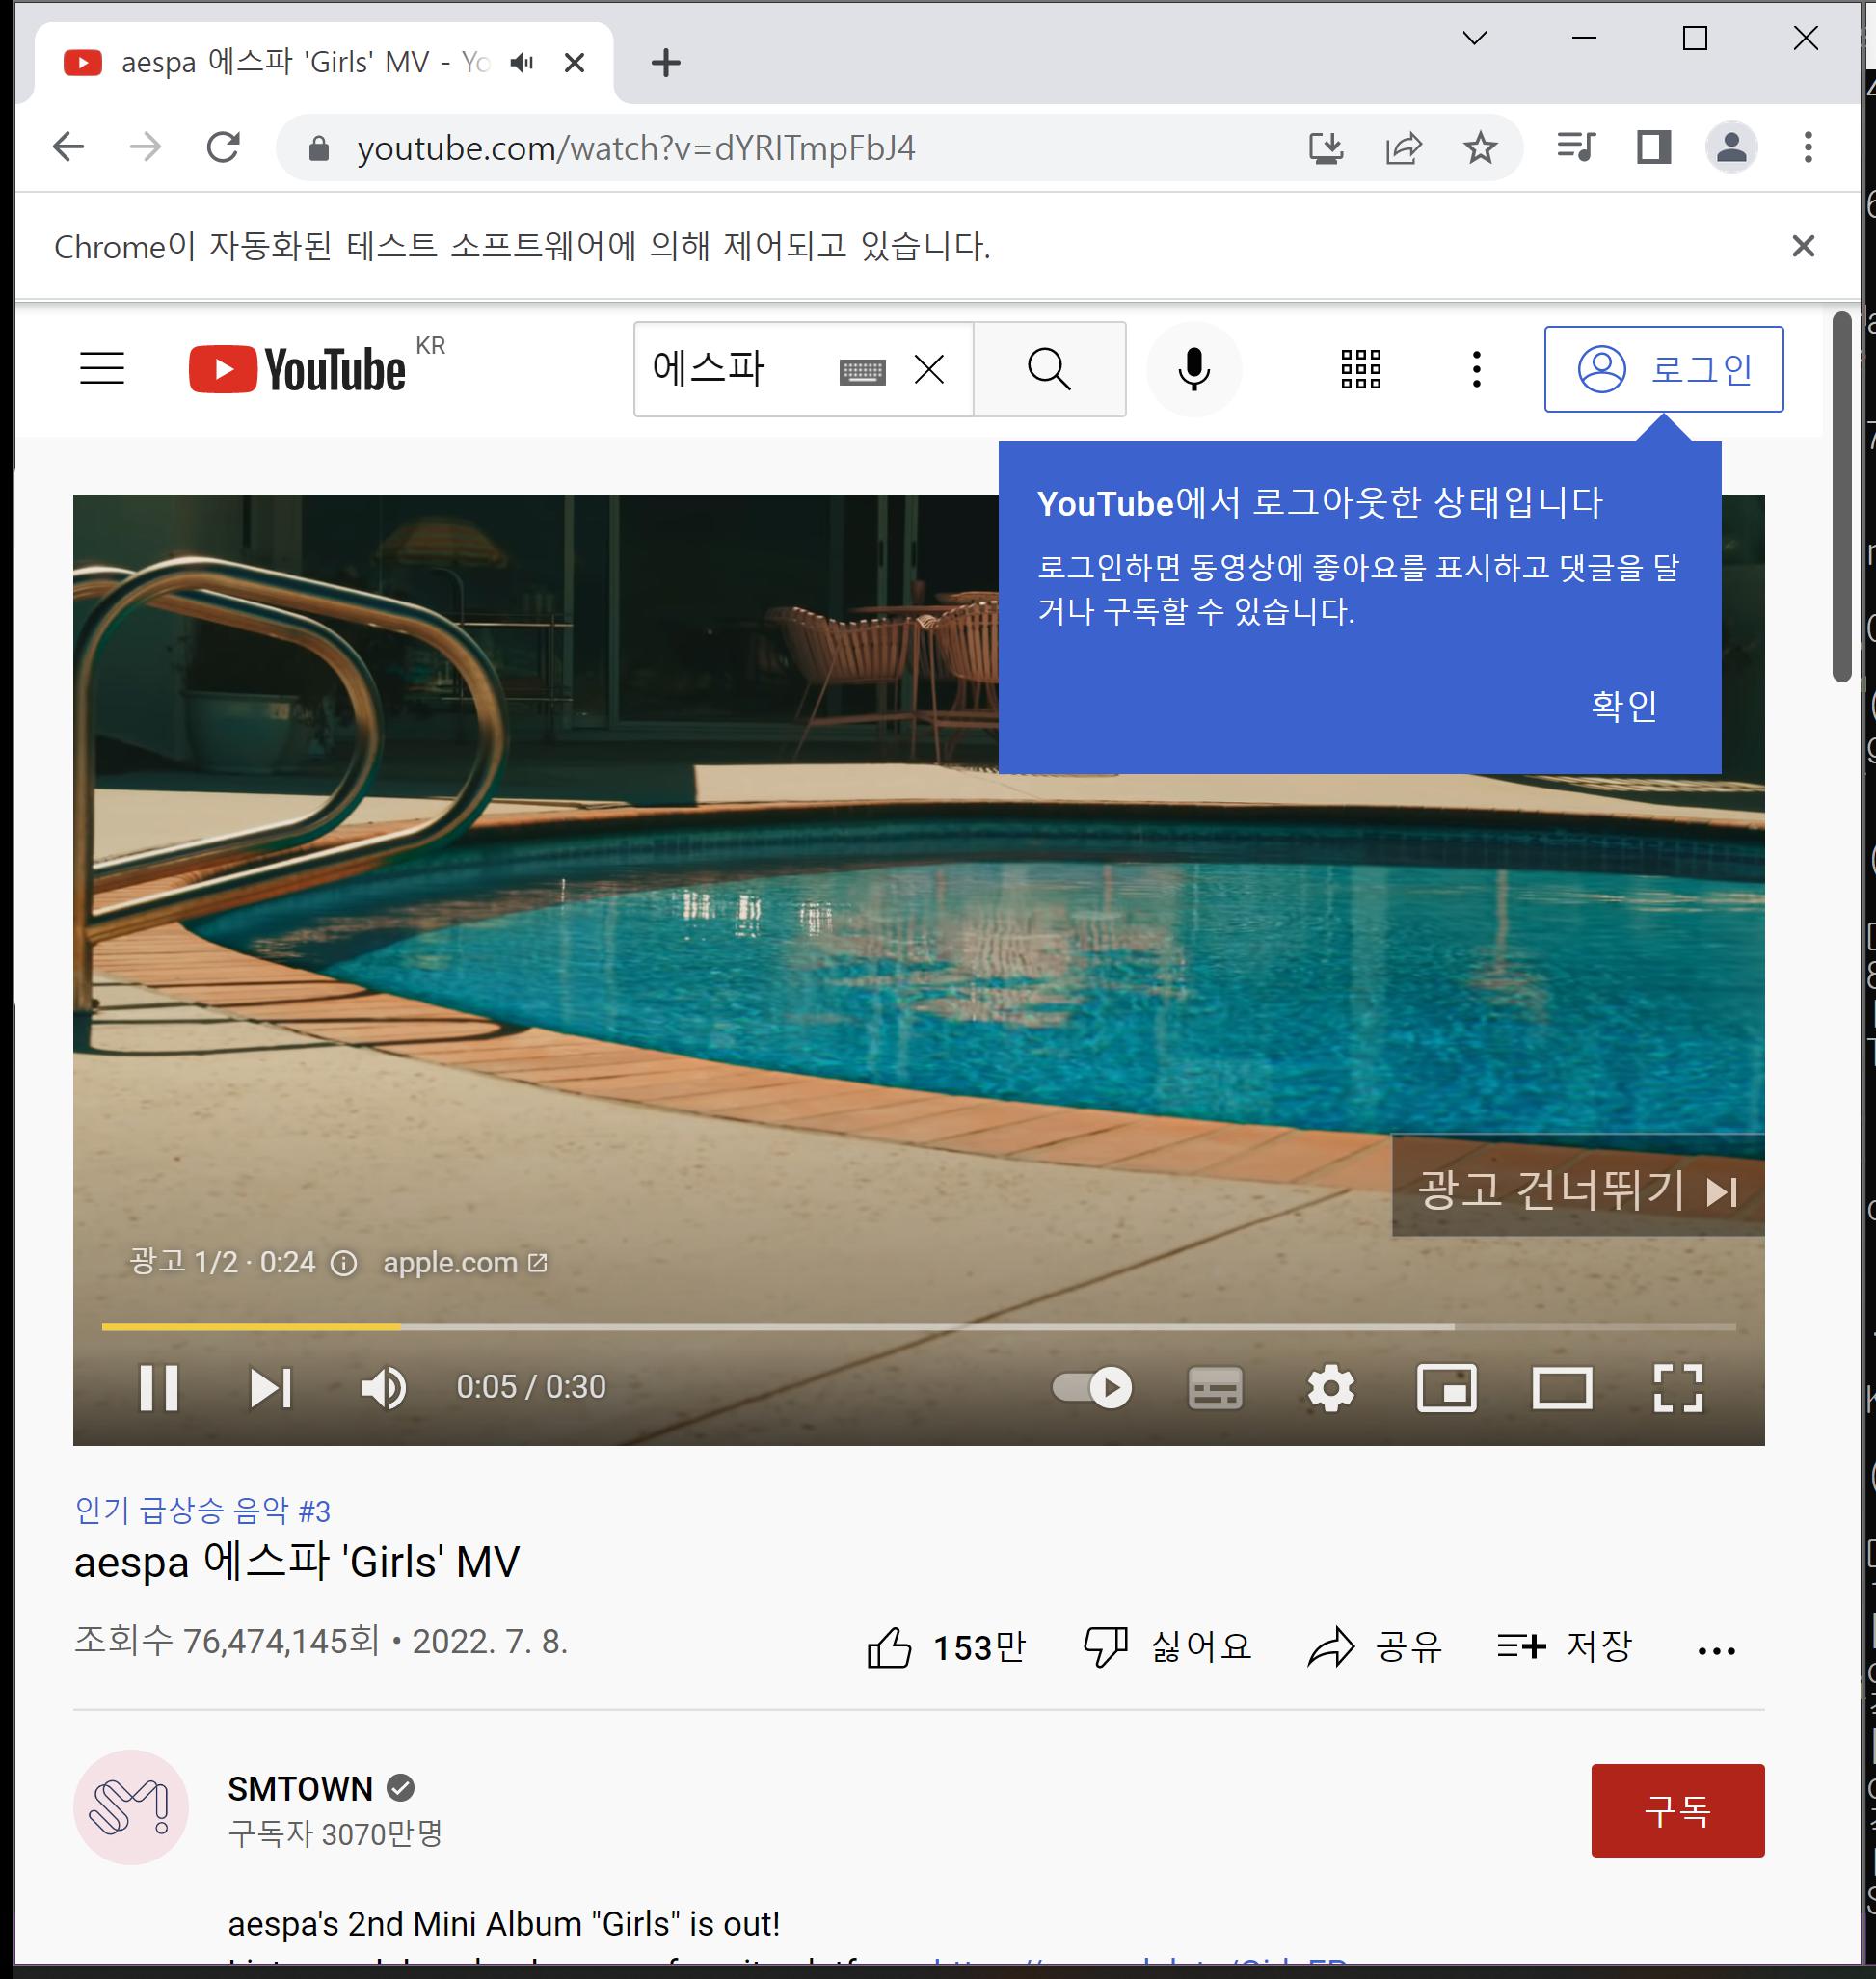 aespa 에스파 'Girls' MV - Yo
youtube.com/watch?v=dYRITmpFbJ4
Chrome이 자동화된 테스트 소프트웨어에 의해 제어되고 있습니다.
YouTube KR
에스파
로그인
YouTube에서 로그아웃한 상태입니다
로그인하면 동영상에 좋아요를 표시하고 댓글을 달
거나 구독할 수 있습니다.
확인
광고 건너뛰기
광고 1/2 · 0:24 apple.com
0:05 / 0:30
인기 급상승 음악 #3
aespa 에스파 'Girls' MV
조회수 76,474,145회 • 2022. 7. 8.
153만 싫어요 공유 저장
SMTOWN
구독자 3070만명
구독
aespa's 2nd Mini Album "Girls" is out!